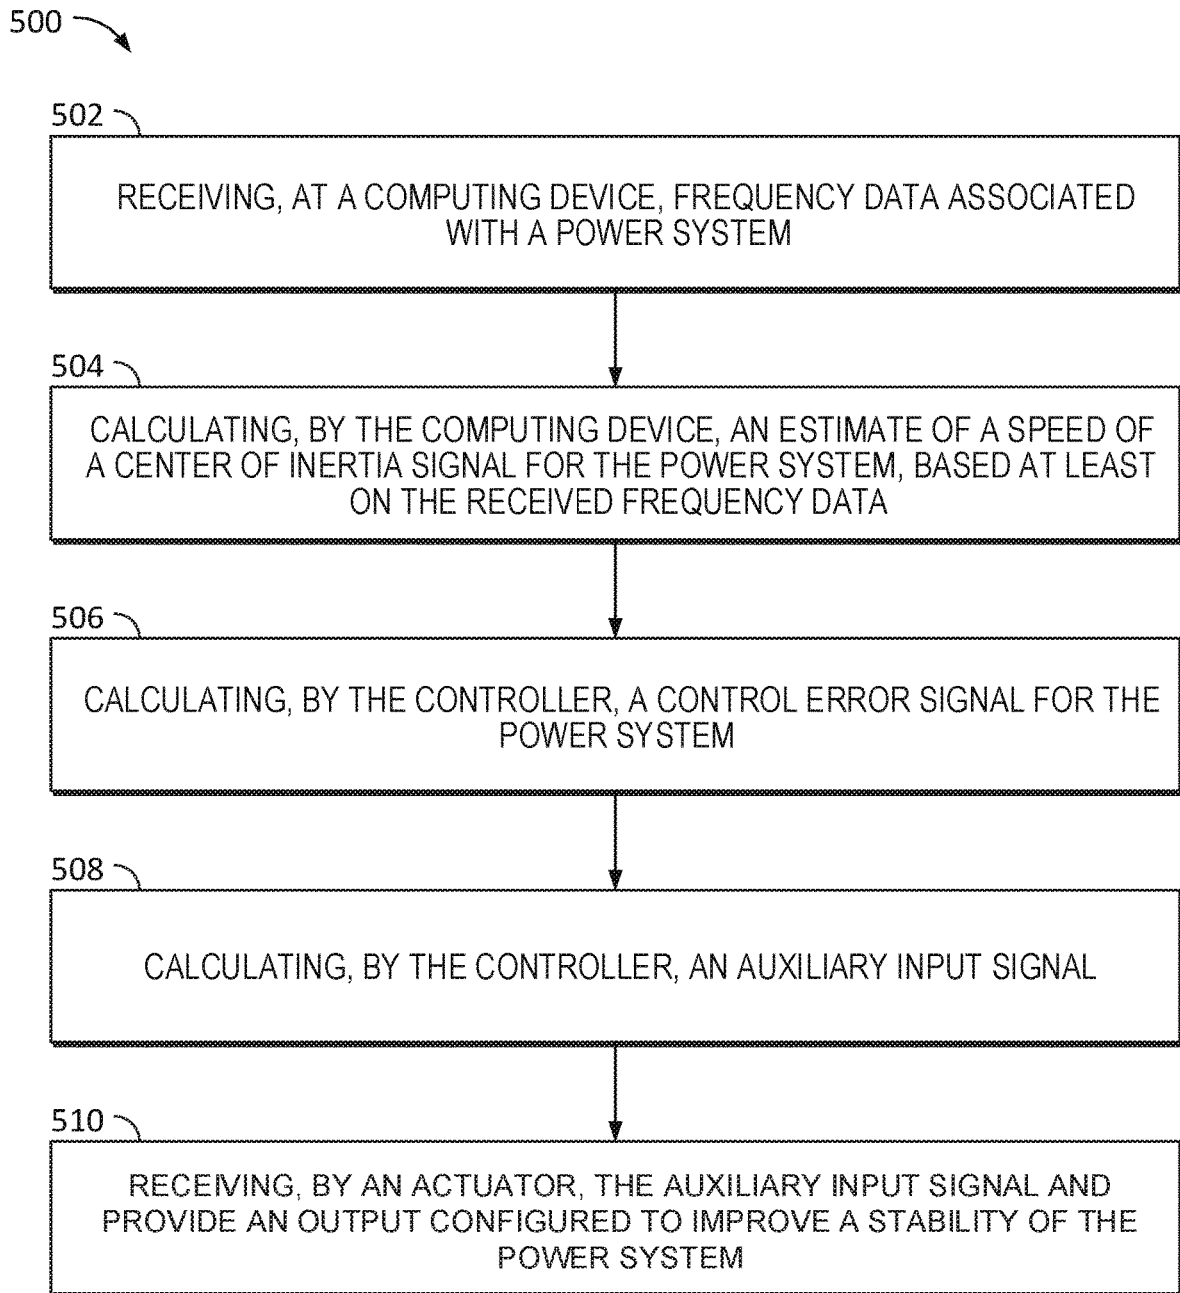 500
502
RECEIVING, AT A COMPUTING DEVICE, FREQUENCY DATA ASSOCIATED
WITH A POWER SYSTEM
504
CALCULATING, BY THE COMPUTING DEVICE, AN ESTIMATE OF A SPEED OF
A CENTER OF INERTIA SIGNAL FOR THE POWER SYSTEM, BASED AT LEAST
ON THE RECEIVED FREQUENCY DATA
506
CALCULATING, BY THE CONTROLLER, A CONTROL ERROR SIGNAL FOR THE
POWER SYSTEM
508
CALCULATING, BY THE CONTROLLER, AN AUXILIARY INPUT SIGNAL
510
RECEIVING, BY AN ACTUATOR, THE AUXILIARY INPUT SIGNAL AND
PROVIDE AN OUTPUT CONFIGURED TO IMPROVE A STABILITY OF THE
POWER SYSTEM